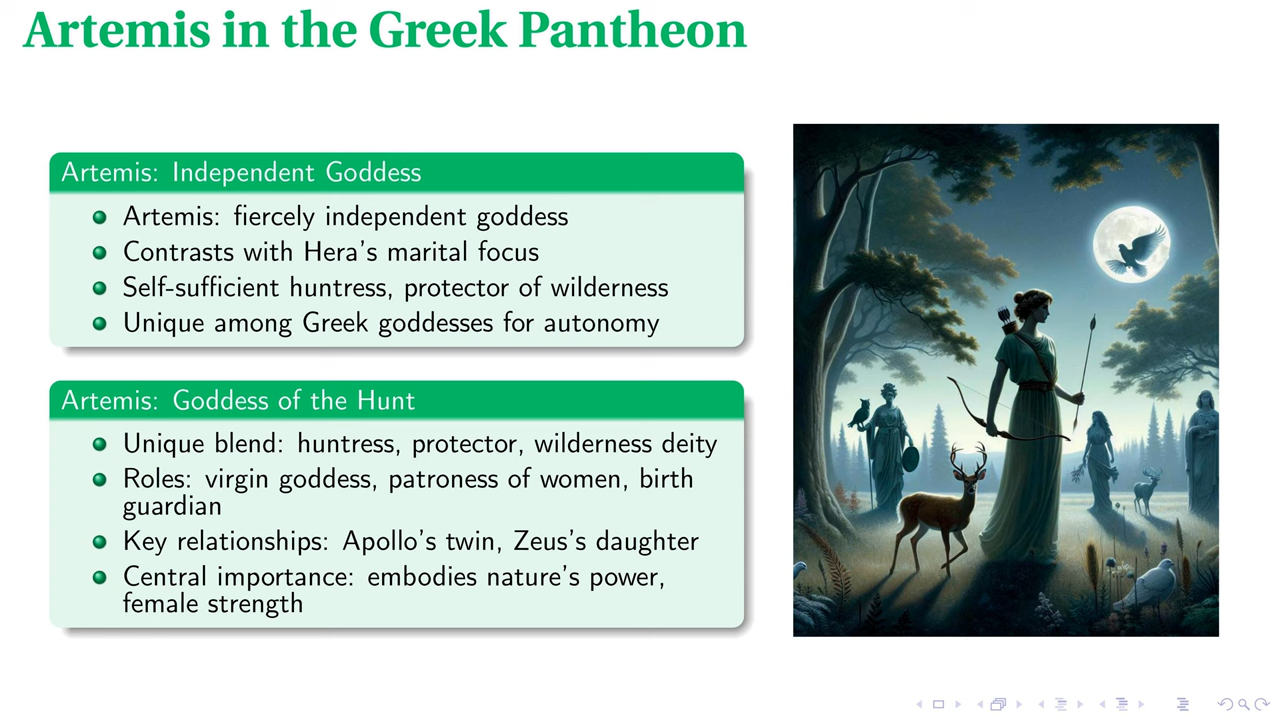 Artemis in the Greek Pantheon
Artemis: Independent Goddess
Artemis: fiercely independent goddess
Contrasts with Hera's marital focus
Self-sufficient huntress, protector of wilderness
Unique among Greek goddesses for autonomy
Artemis: Goddess of the Hunt
Unique blend: huntress, protector, wilderness deity
Roles: virgin goddess, patroness of women, birth
guardian
Key relationships: Apollo's twin, Zeus's daughter
Central importance: embodies nature's power,
female strength